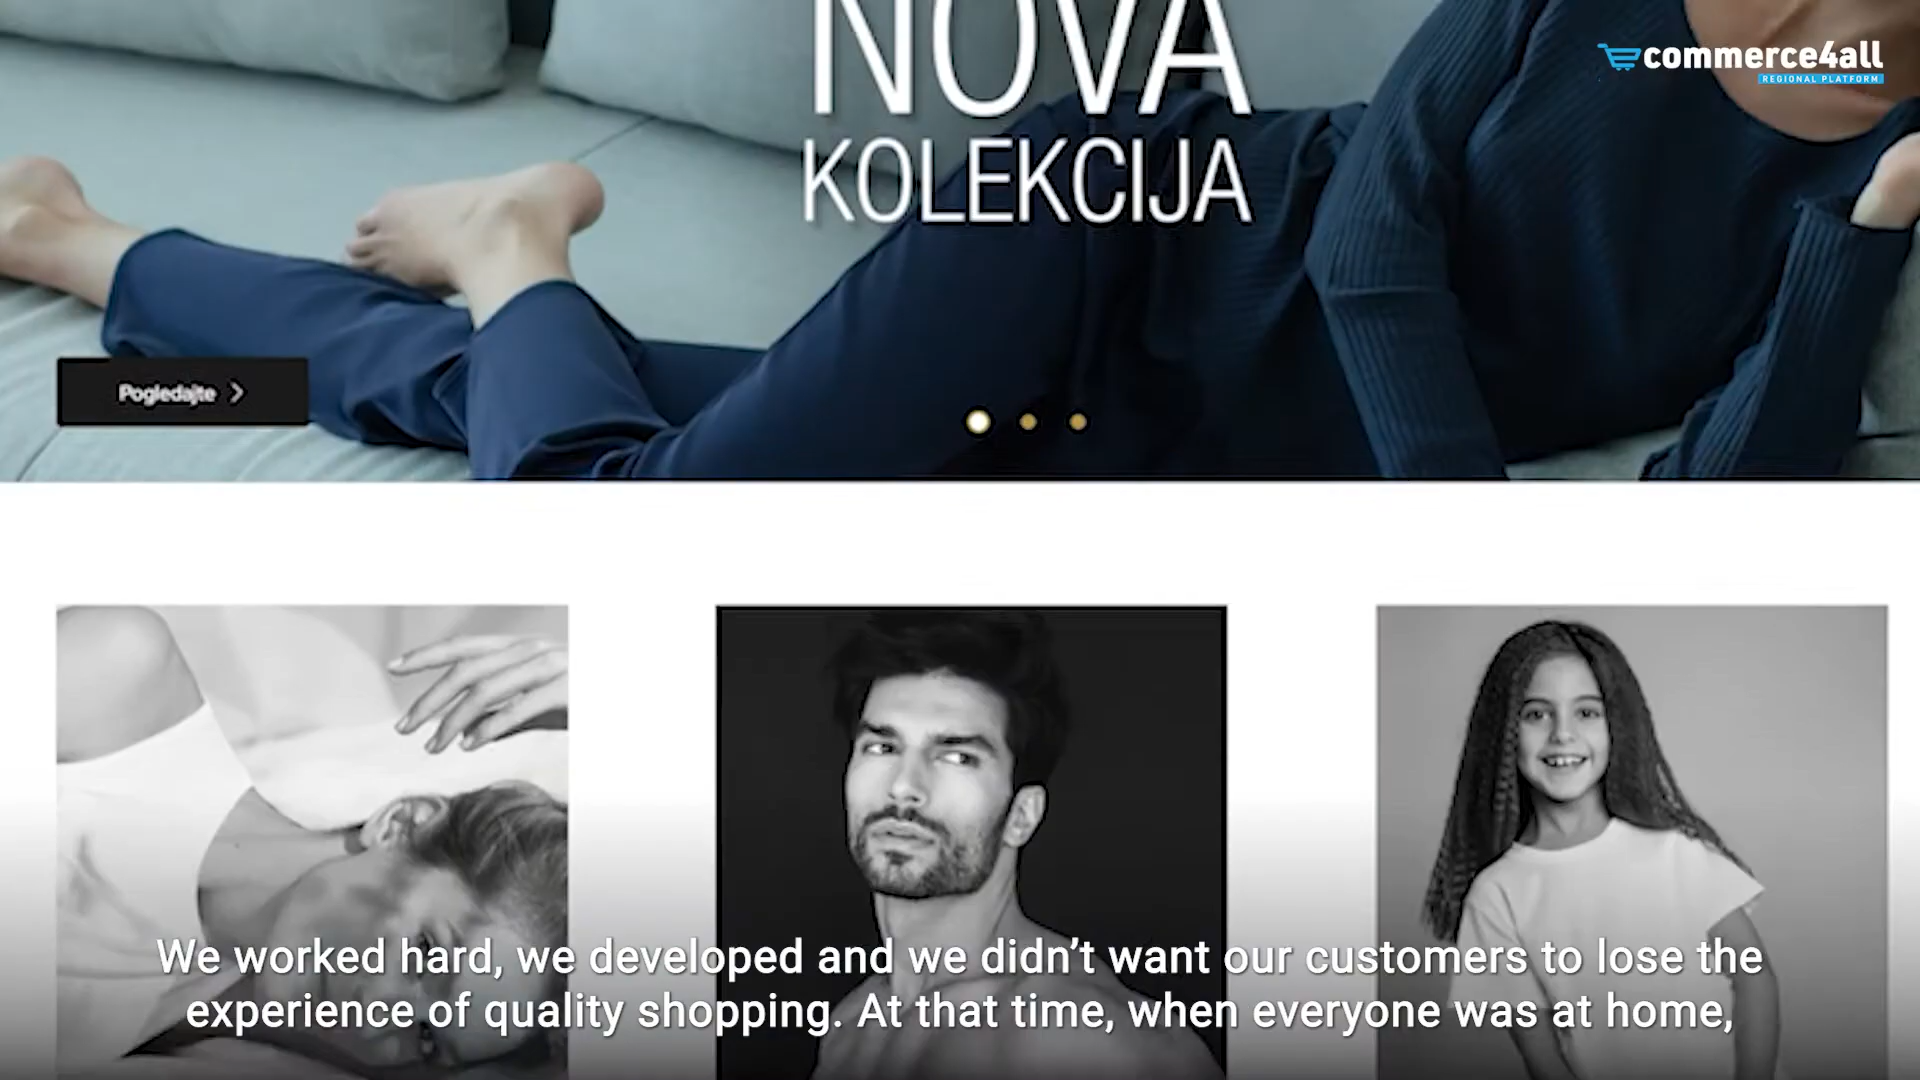 NOVA
KOLEKCIJA
commerce4all
REGIONAL PLATFORM
Pogledajte
We worked hard, we developed and we didn’t want our customers to lose the
experience of quality shopping. At that time, when everyone was at home,